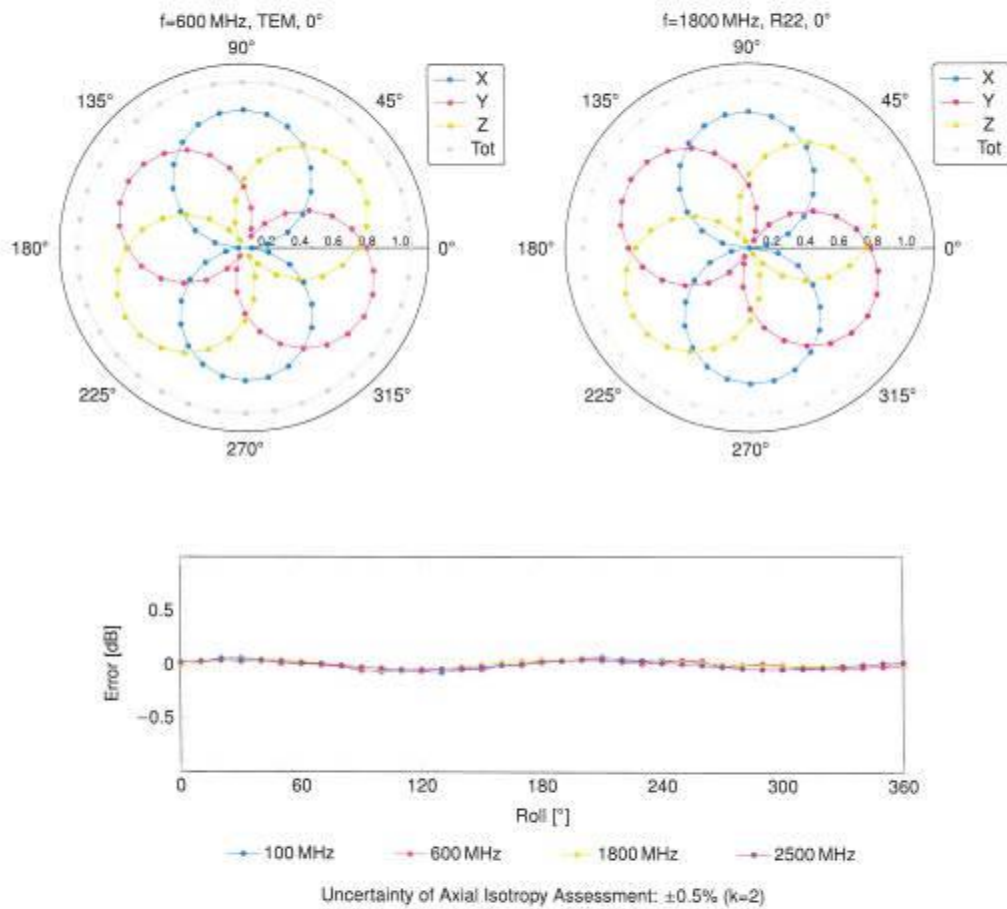 f=600 MHz, TEM, 0°
f=1800 MHz, R22, 0°
90°
135°
45°
X
Y
Z
Tot
180°
0.2 0.4 0.6 0.8 1.0
0°
225°
315°
270°
90°
135°
45°
X
Y
Z
Tot
180°
0.2 0.4 0.6 0.8 1.0
0°
225°
315°
270°
0.5
0
−0.5
Error [dB]
0 60 120 180 240 300 360
Roll [°]
100 MHz 600 MHz 1800 MHz 2500 MHz
Uncertainty of Axial Isotropy Assessment: ±0.5% (k=2)